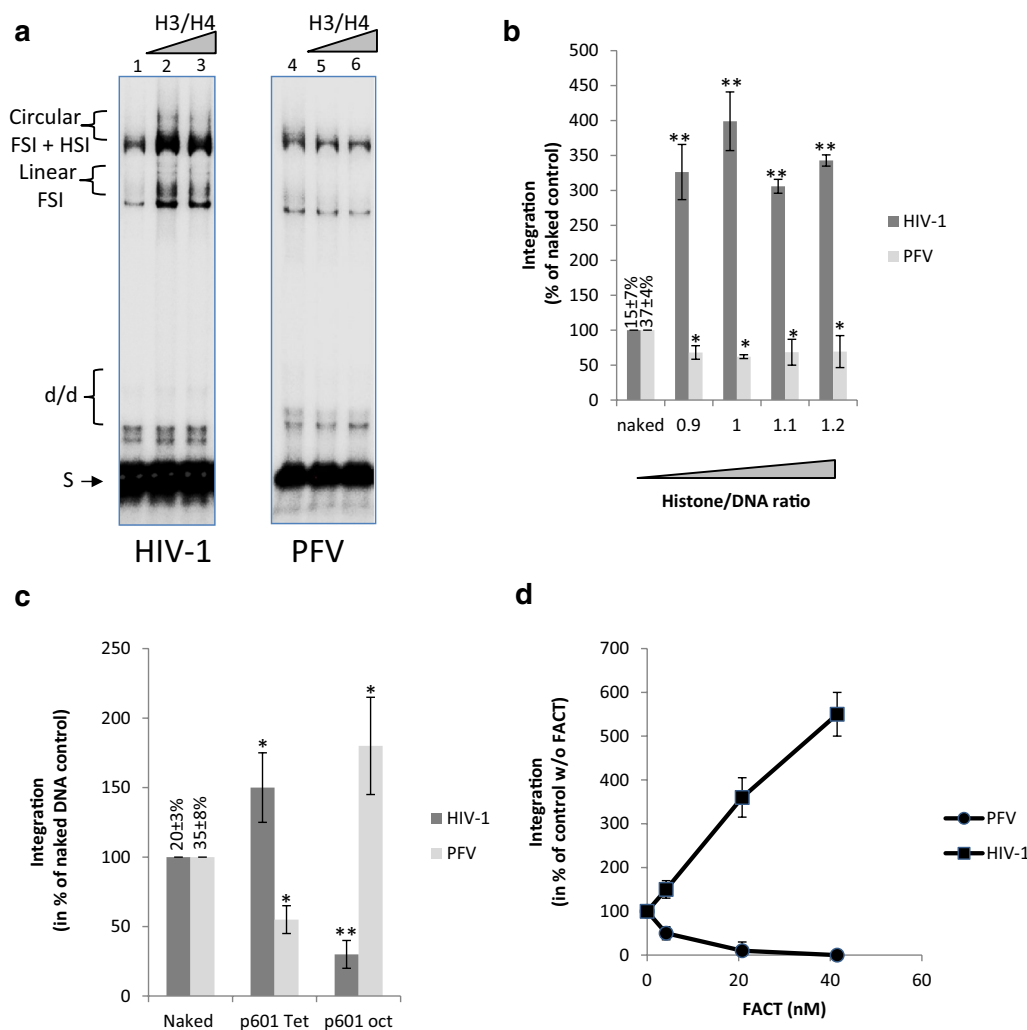 a
H3/H4
1 2 3
4 5 6
Circular
FSI + HSI
Linear
FSI
d/d
S
HIV-1
PFV
b
Integration
(% of naked control)
500
450
400
350
300
250
200
150
100
50
0
15±7%
37±4%
**
*
**
*
**
*
**
*
naked 0.9 1 1.1 1.2
Histone/DNA ratio
HIV-1
PFV
c
Integration
(in % of naked DNA control)
250
200
150
100
50
0
20±3%
35±8%
*
*
**
*
Naked p601 Tet p601 oct
HIV-1
PFV
d
Integration
(in % of control w/o FACT)
700
600
500
400
300
200
100
0
0 20 40 60
FACT (nM)
PFV
HIV-1